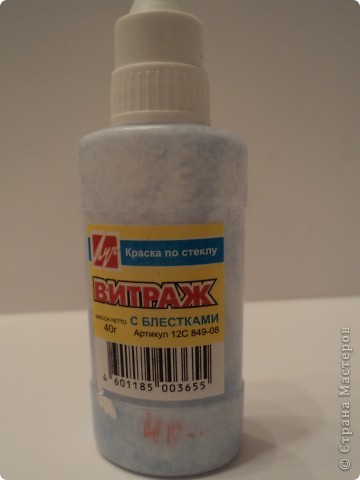 Луч
Краска по стеклу
ВИТРАЖ
МАССА НЕТТО
С БЛЕСТКАМИ
40г
Артикул 12С 849-08
4 601185 003655
© Страна Мастеров